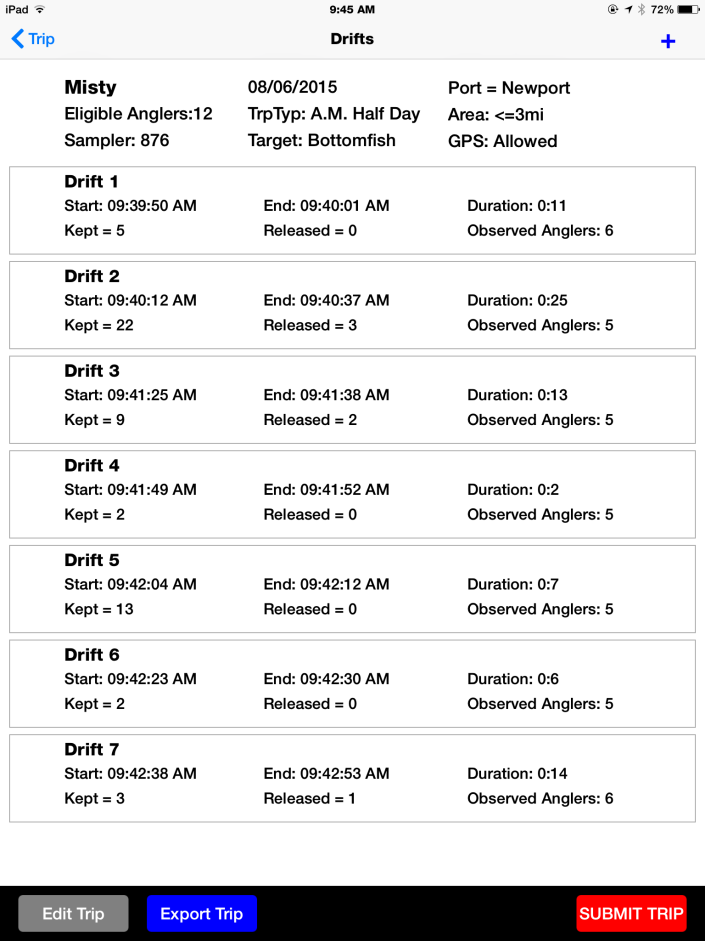 iPad 9:45 AM 72%
Trip Drifts +
Misty 08/06/2015 Port = Newport
Eligible Anglers:12 TrpTyp: A.M. Half Day Area: <=3mi
Sampler: 876 Target: Bottomfish GPS: Allowed
Drift 1
Start: 09:39:50 AM End: 09:40:01 AM Duration: 0:11
Kept = 5 Released = 0 Observed Anglers: 6
Drift 2
Start: 09:40:12 AM End: 09:40:37 AM Duration: 0:25
Kept = 22 Released = 3 Observed Anglers: 5
Drift 3
Start: 09:41:25 AM End: 09:41:38 AM Duration: 0:13
Kept = 9 Released = 2 Observed Anglers: 5
Drift 4
Start: 09:41:49 AM End: 09:41:52 AM Duration: 0:2
Kept = 2 Released = 0 Observed Anglers: 5
Drift 5
Start: 09:42:04 AM End: 09:42:12 AM Duration: 0:7
Kept = 13 Released = 0 Observed Anglers: 5
Drift 6
Start: 09:42:23 AM End: 09:42:30 AM Duration: 0:6
Kept = 2 Released = 0 Observed Anglers: 5
Drift 7
Start: 09:42:38 AM End: 09:42:53 AM Duration: 0:14
Kept = 3 Released = 1 Observed Anglers: 6
Edit Trip Export Trip SUBMIT TRIP